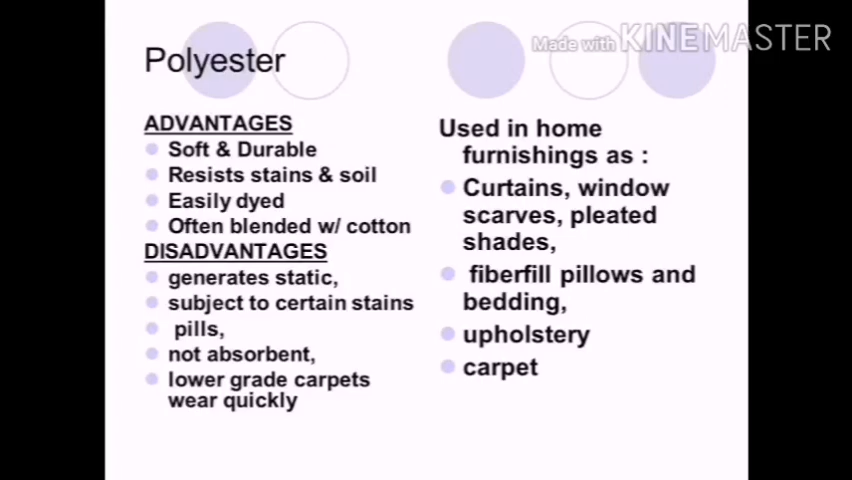 Made with KINEMASTER
Polyester
ADVANTAGES
Soft & Durable
Resists stains & soil
Easily dyed
Often blended w/ cotton
DISADVANTAGES
generates static,
subject to certain stains
pills,
not absorbent,
lower grade carpets
wear quickly
Used in home
furnishings as :
Curtains, window
scarves, pleated
shades,
fiberfill pillows and
bedding,
upholstery
carpet